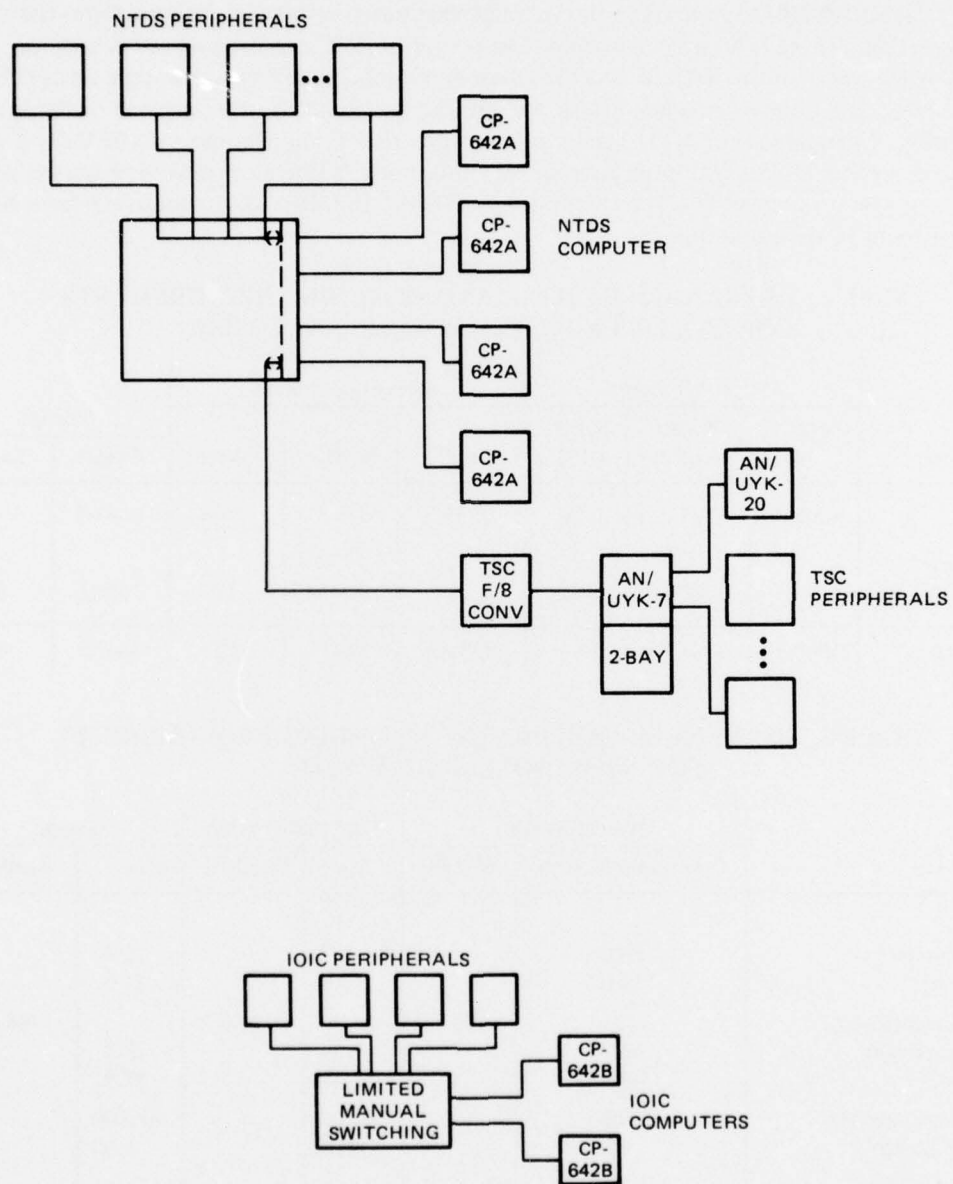 NTDS PERIPHERALS
CP-
642A
CP-
642A
NTDS
COMPUTER
CP-
642A
CP-
642A
AN/
UYK-
20
TSC
F/8
CONV
AN/
UYK-7
2-BAY
TSC
PERIPHERALS
IOIC PERIPHERALS
LIMITED
MANUAL
SWITCHING
CP-
642B
IOIC
COMPUTERS
CP-
642B